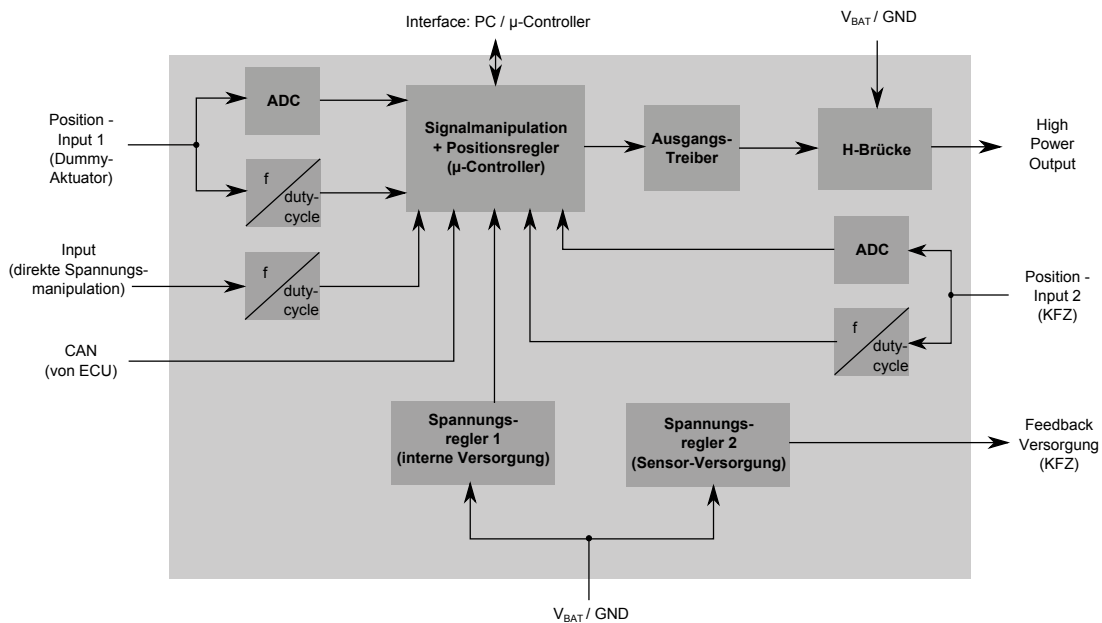 Interface: PC / µ-Controller
V_BAT / GND
ADC
Position -
Input 1
(Dummy-
Aktuator)
Signalmanipulation
+ Positionsregler
(µ-Controller)
Ausgangs-
Treiber
H-Brücke
High
Power
Output
f
duty-
cycle
Input
(direkte Spannungs-
manipulation)
f
duty-
cycle
ADC
Position -
Input 2
(KFZ)
f
duty-
cycle
CAN
(von ECU)
Spannungs-
regler 1
(interne Versorgung)
Spannungs-
regler 2
(Sensor-Versorgung)
Feedback
Versorgung
(KFZ)
V_BAT / GND